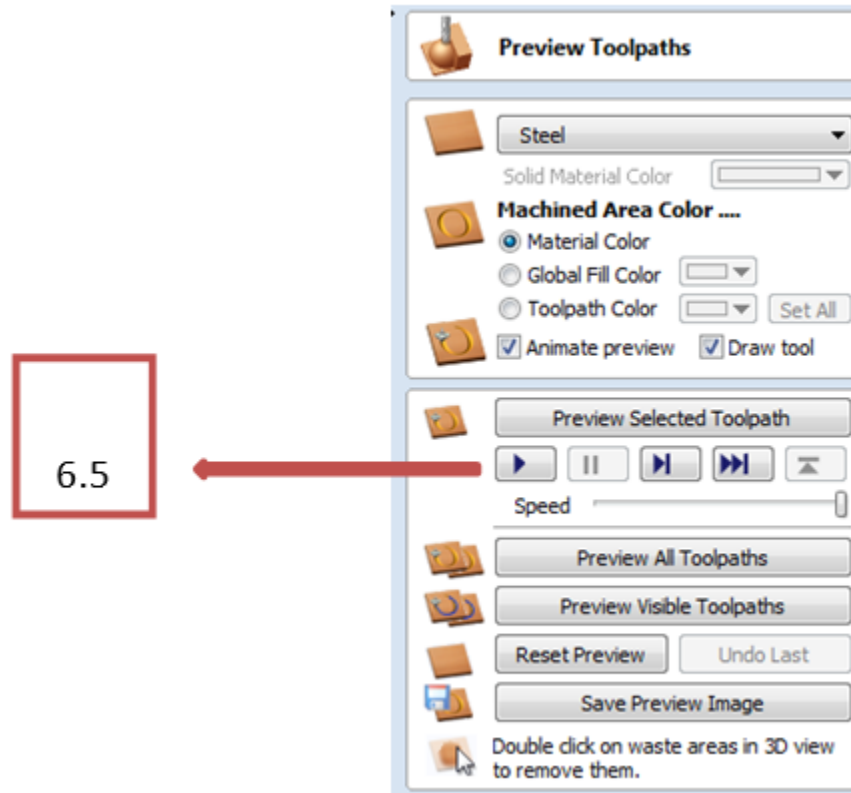 Preview Toolpaths
Steel
Solid Material Color
Machined Area Color ....
Material Color
Global Fill Color
Toolpath Color Set All
Animate preview Draw tool
Preview Selected Toolpath
6.5
Speed
Preview All Toolpaths
Preview Visible Toolpaths
Reset Preview Undo Last
Save Preview Image
Double click on waste areas in 3D view
to remove them.